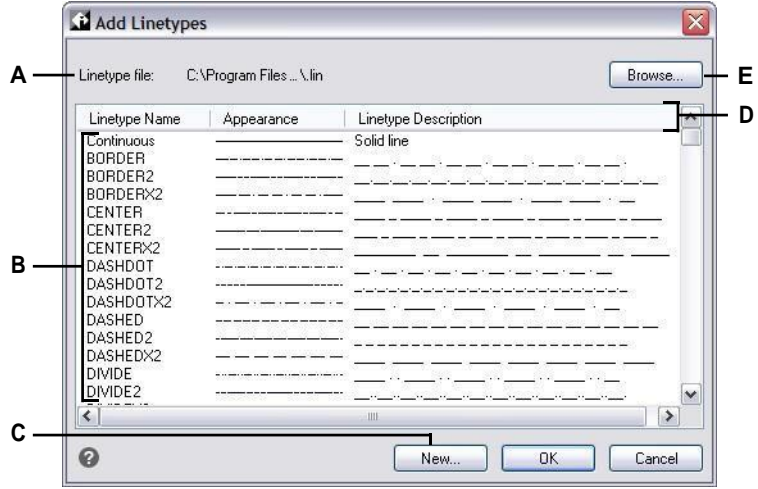 Add Linetypes
A
Linetype file: C:\Program Files ... \.lin
Browse...
E
D
Linetype Name Appearance Linetype Description
Continuous Solid line
BORDER
BORDER2
BORDERX2
CENTER
CENTER2
CENTERX2
B
DASHDOT
DASHDOT2
DASHDOTX2
DASHED
DASHED2
DASHEDX2
DIVIDE
DIVIDE2
C
New... OK Cancel